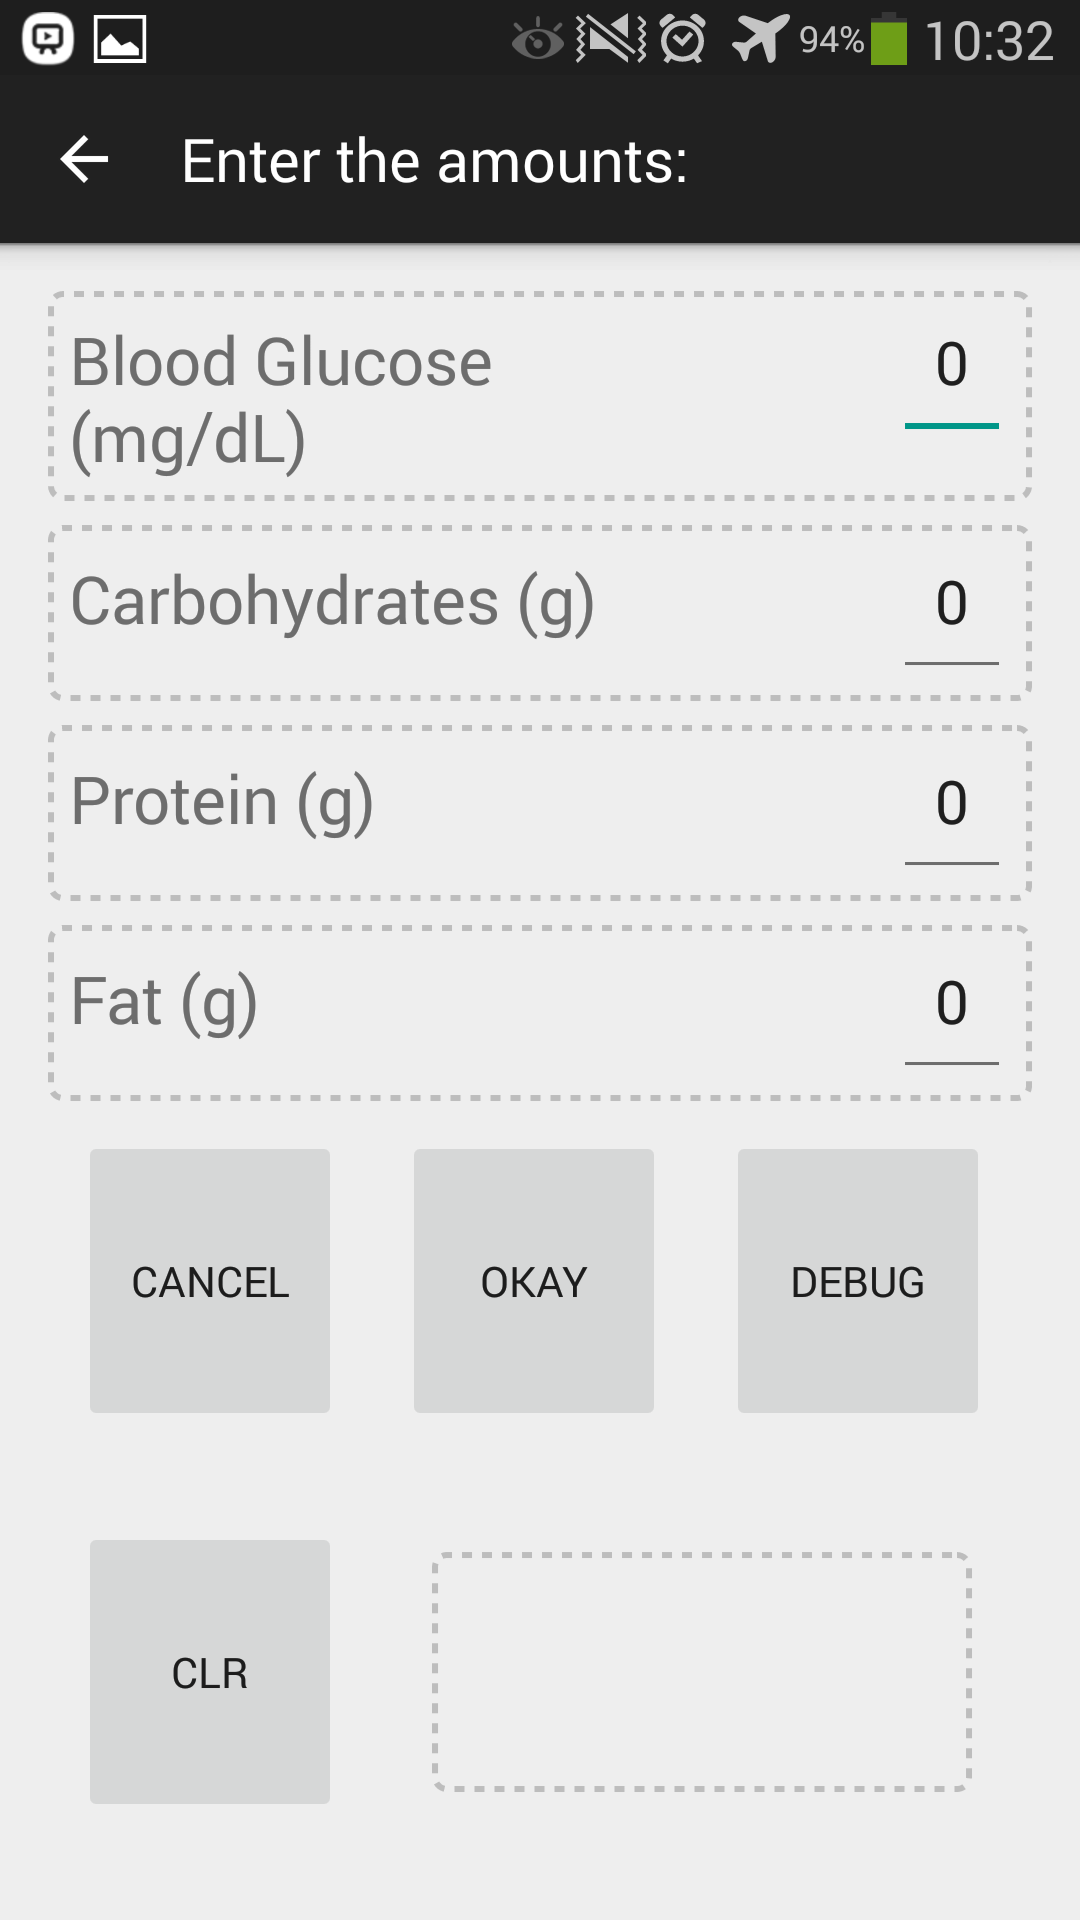 94% 10:32
Enter the amounts:
Blood Glucose 0
(mg/dL)
Carbohydrates (g) 0
Protein (g) 0
Fat (g) 0
CANCEL OKAY DEBUG
CLR